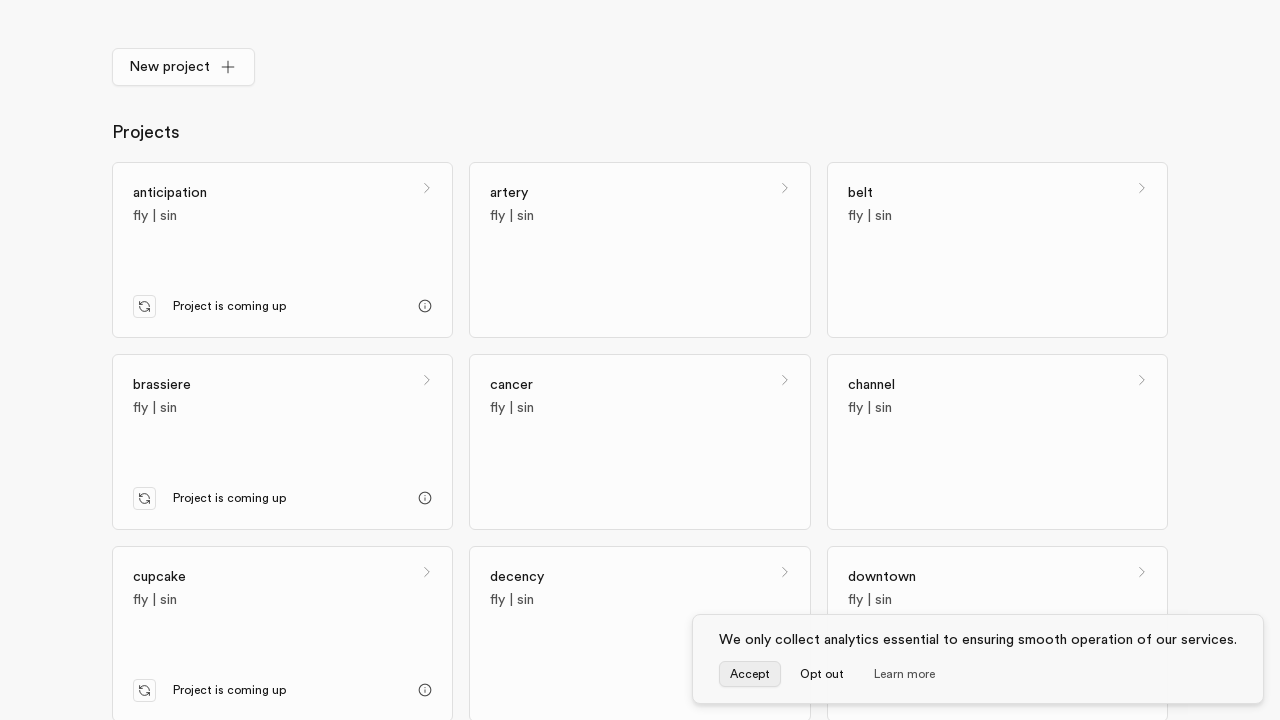 New project
Projects
anticipation
fly | sin
Project is coming up
artery
fly | sin
belt
fly | sin
brassiere
fly | sin
Project is coming up
cancer
fly | sin
channel
fly | sin
cupcake
fly | sin
Project is coming up
decency
fly | sin
downtown
fly | sin
We only collect analytics essential to ensuring smooth operation of our services.
Accept
Opt out
Learn more